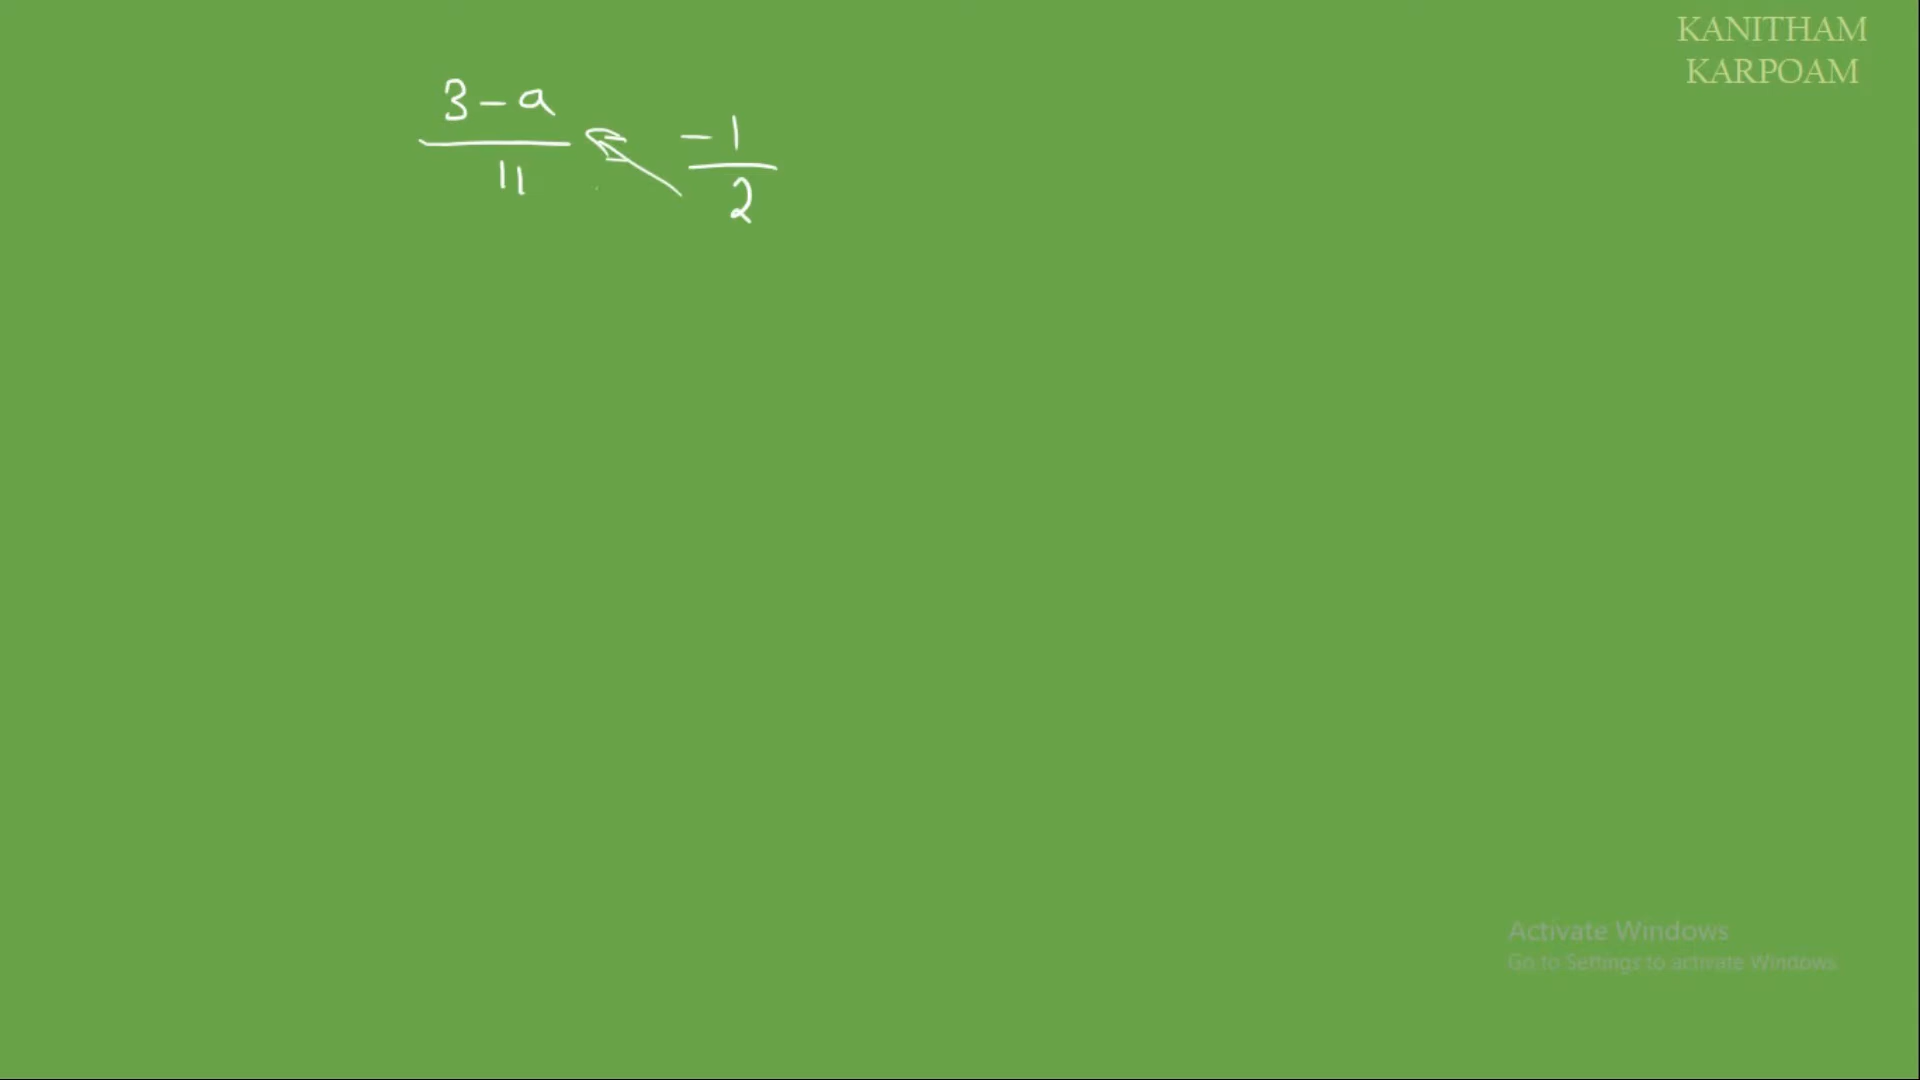 KANITHAM
KARPOAM
3 - a
11
- 1
2
Activate Windows
Go to Settings to activate Windows.